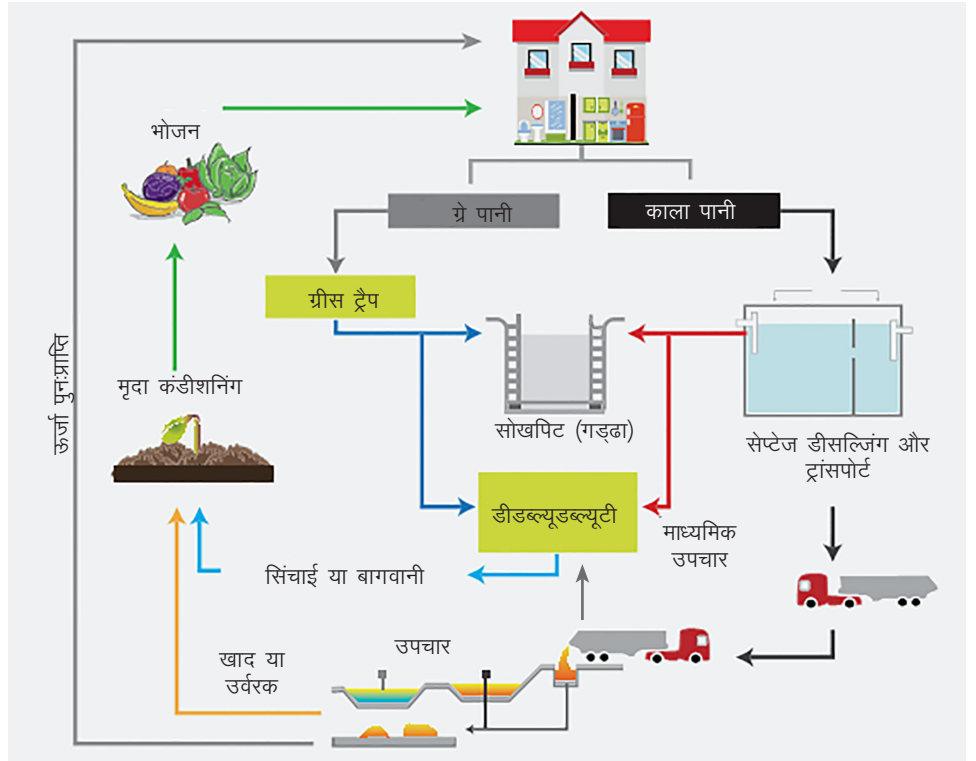 भोजन
ग्रे पानी
काला पानी
ग्रीस ट्रैप
ऊर्जा पुनःप्राप्ति
मृदा कंडीशनिंग
सोखपिट (गड्ढा)
सेप्टेज डीसल्जिंग और
ट्रांसपोर्ट
डीडब्ल्यूडब्ल्यूटी
माध्यमिक
उपचार
सिंचाई या बागवानी
खाद या
उर्वरक
उपचार